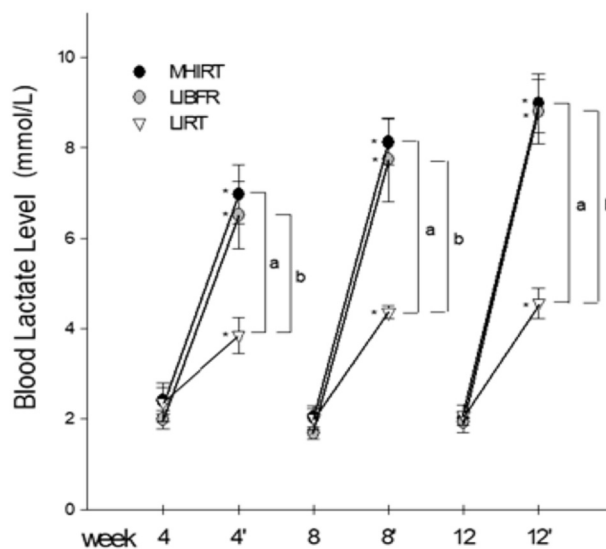 Blood Lactate Level (mmol/L)
10
8
6
4
2
0
MHIRT
LIBFR
LIRT
*
*
*
a
b
*
*
*
a
b
*
*
*
a
week 4 4' 8 8' 12 12'